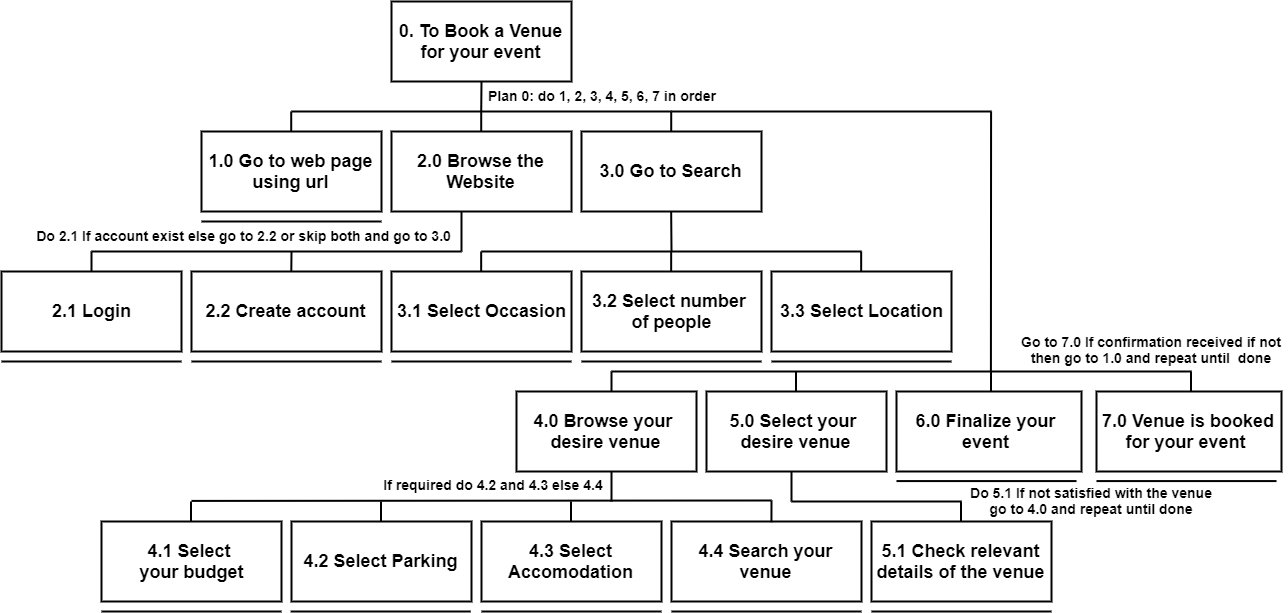 0. To Book a Venue
for your event
Plan 0: do 1, 2, 3, 4, 5, 6, 7 in order
1.0 Go to web page
using url
2.0 Browse the
Website
3.0 Go to Search
Do 2.1 If account exist else go to 2.2 or skip both and go to 3.0
2.1 Login
2.2 Create account
3.1 Select Occasion
3.2 Select number
of people
3.3 Select Location
Go to 7.0 If confirmation received if not
then go to 1.0 and repeat until done
4.0 Browse your
desire venue
5.0 Select your
desire venue
6.0 Finalize your
event
7.0 Venue is booked
for your event
If required do 4.2 and 4.3 else 4.4
Do 5.1 If not satisfied with the venue
go to 4.0 and repeat until done
4.1 Select
your budget
4.2 Select Parking
4.3 Select
Accomodation
4.4 Search your
venue
5.1 Check relevant
details of the venue